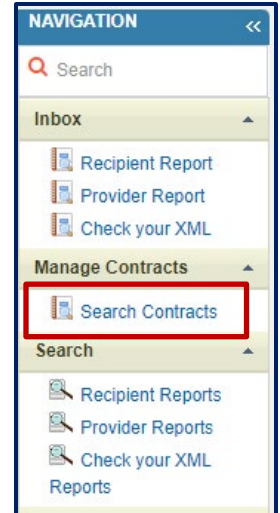 NAVIGATION «
Search
Inbox
Recipient Report
Provider Report
Check your XML
Manage Contracts
Search Contracts
Search
Recipient Reports
Provider Reports
Check your XML
Reports